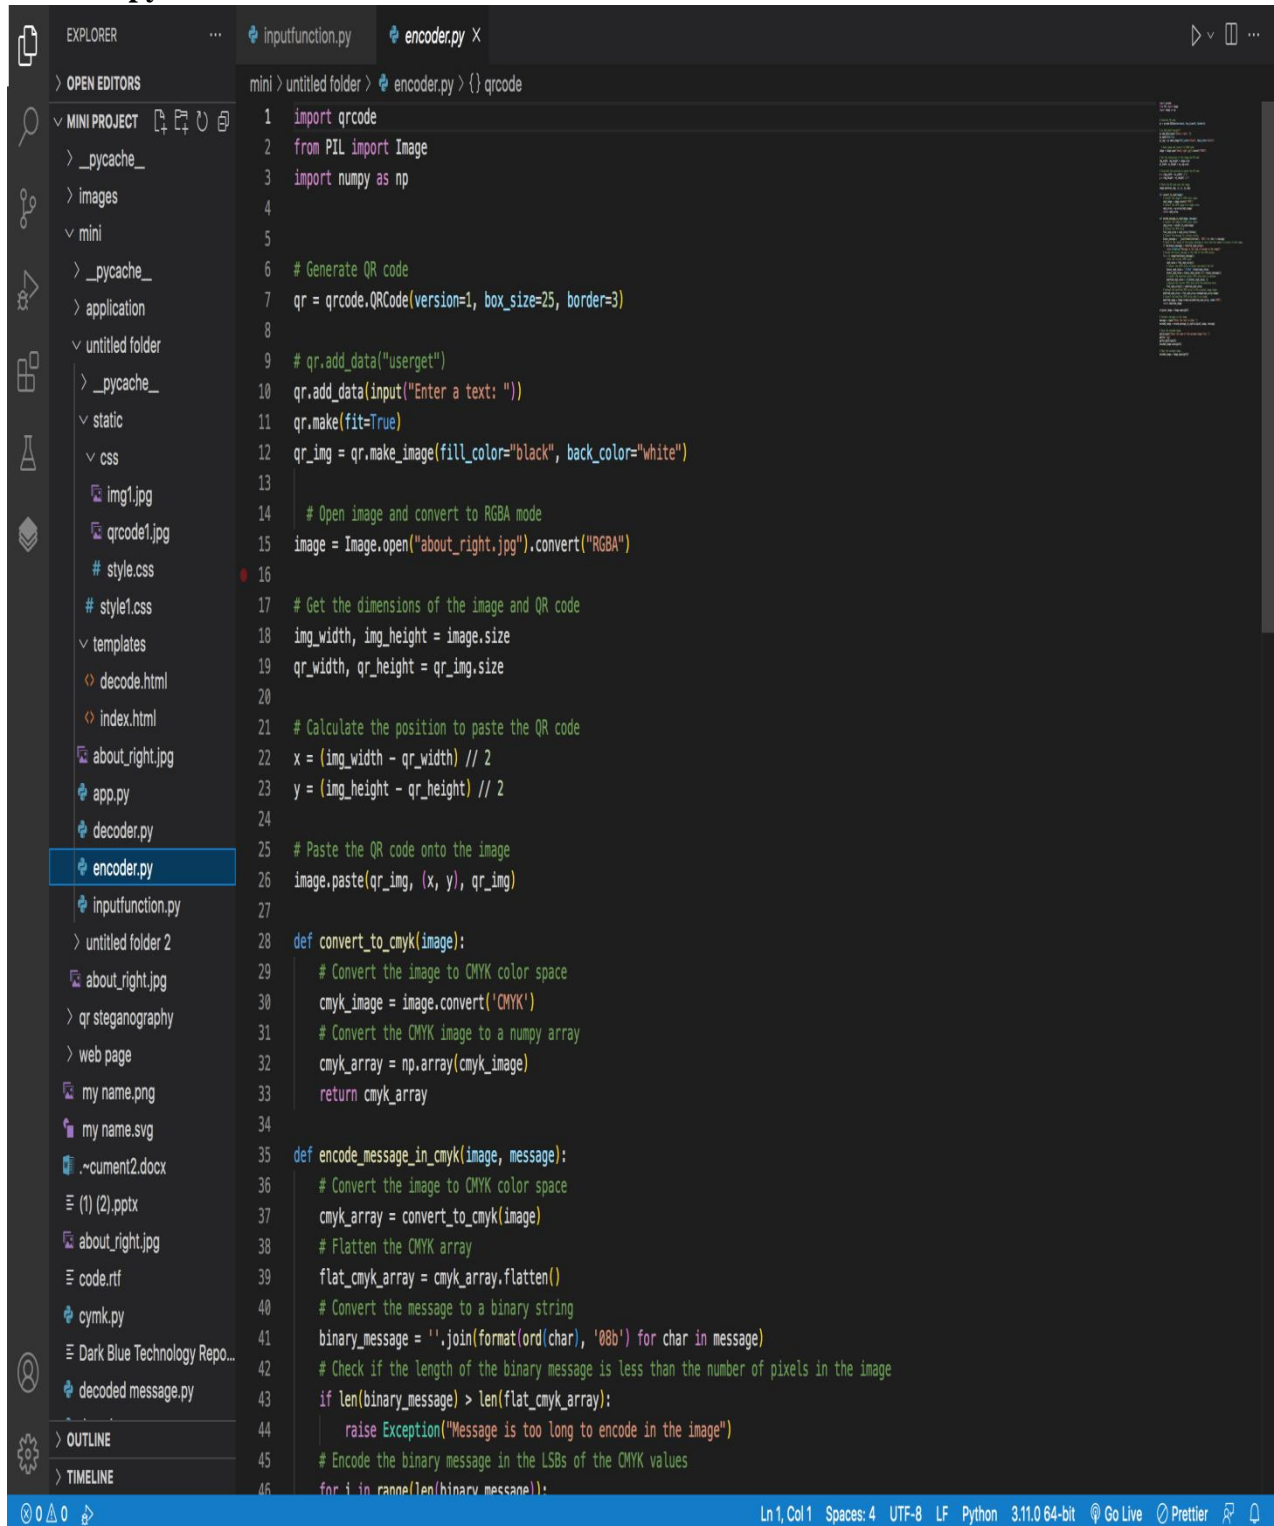 EXPLORER
OPEN EDITORS
MINI PROJECT
__pycache__
images
mini
__pycache__
application
untitled folder
__pycache__
static
css
img1.jpg
qrcode1.jpg
# style.css
# style1.css
templates
<> decode.html
<> index.html
about_right.jpg
app.py
decoder.py
encoder.py
inputfunction.py
untitled folder 2
about_right.jpg
qr steganography
web page
my name.png
my name.svg
.~cument2.docx
(1) (2).pptx
about_right.jpg
code.rtf
cymk.py
Dark Blue Technology Repo...
decoded message.py
OUTLINE
TIMELINE
inputfunction.py encoder.py
mini > untitled folder > encoder.py > {} qrcode
1 import qrcode
2 from PIL import Image
3 import numpy as np
4
5
6 # Generate QR code
7 qr = qrcode.QRCode(version=1, box_size=25, border=3)
8
9 # qr.add_data("userget")
10 qr.add_data(input("Enter a text: "))
11 qr.make(fit=True)
12 qr_img = qr.make_image(fill_color="black", back_color="white")
13
14 # Open image and convert to RGBA mode
15 image = Image.open("about_right.jpg").convert("RGBA")
16
17 # Get the dimensions of the image and QR code
18 img_width, img_height = image.size
19 qr_width, qr_height = qr_img.size
20
21 # Calculate the position to paste the QR code
22 x = (img_width - qr_width) // 2
23 y = (img_height - qr_height) // 2
24
25 # Paste the QR code onto the image
26 image.paste(qr_img, (x, y), qr_img)
27
28 def convert_to_cmyk(image):
29 # Convert the image to CMYK color space
30 cmyk_image = image.convert('CMYK')
31 # Convert the CMYK image to a numpy array
32 cmyk_array = np.array(cmyk_image)
33 return cmyk_array
34
35 def encode_message_in_cmyk(image, message):
36 # Convert the image to CMYK color space
37 cmyk_array = convert_to_cmyk(image)
38 # Flatten the CMYK array
39 flat_cmyk_array = cmyk_array.flatten()
40 # Convert the message to a binary string
41 binary_message = ''.join(format(ord(char), '08b') for char in message)
42 # Check if the length of the binary message is less than the number of pixels in the image
43 if len(binary_message) > len(flat_cmyk_array):
44 raise Exception("Message is too long to encode in the image")
45 # Encode the binary message in the LSBs of the CMYK values
46 for i in range(len(binary_message)):
0 0 Ln 1, Col 1 Spaces: 4 UTF-8 LF Python 3.11.0 64-bit Go Live Prettier